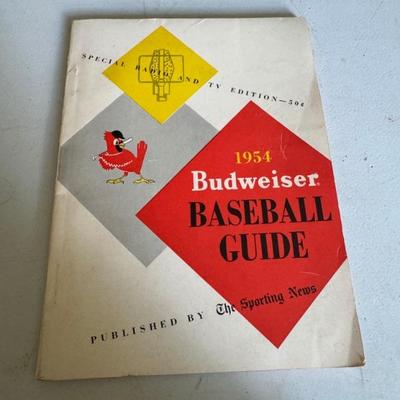 SPECIAL RADIO AND TV EDITION—50¢
1954
Budweiser®
BASEBALL
GUIDE
PUBLISHED BY The Sporting News